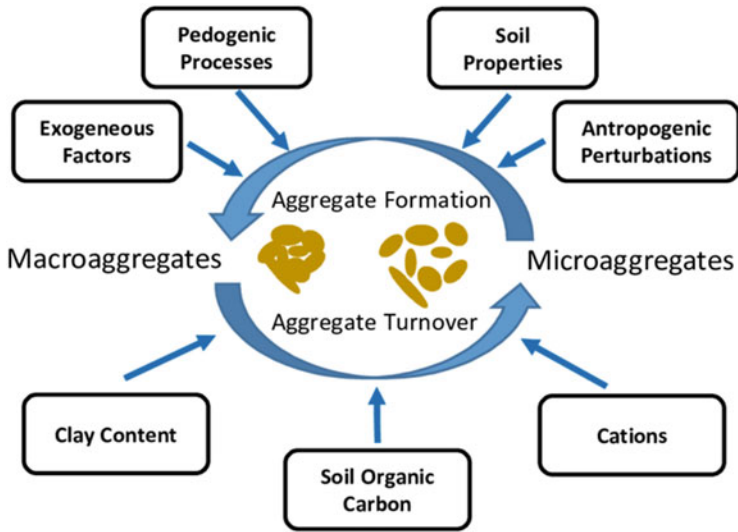 Pedogenic
Processes
Soil
Properties
Exogeneous
Factors
Antropogenic
Perturbations
Aggregate Formation
Macroaggregates
Microaggregates
Aggregate Turnover
Clay Content
Soil Organic
Carbon
Cations